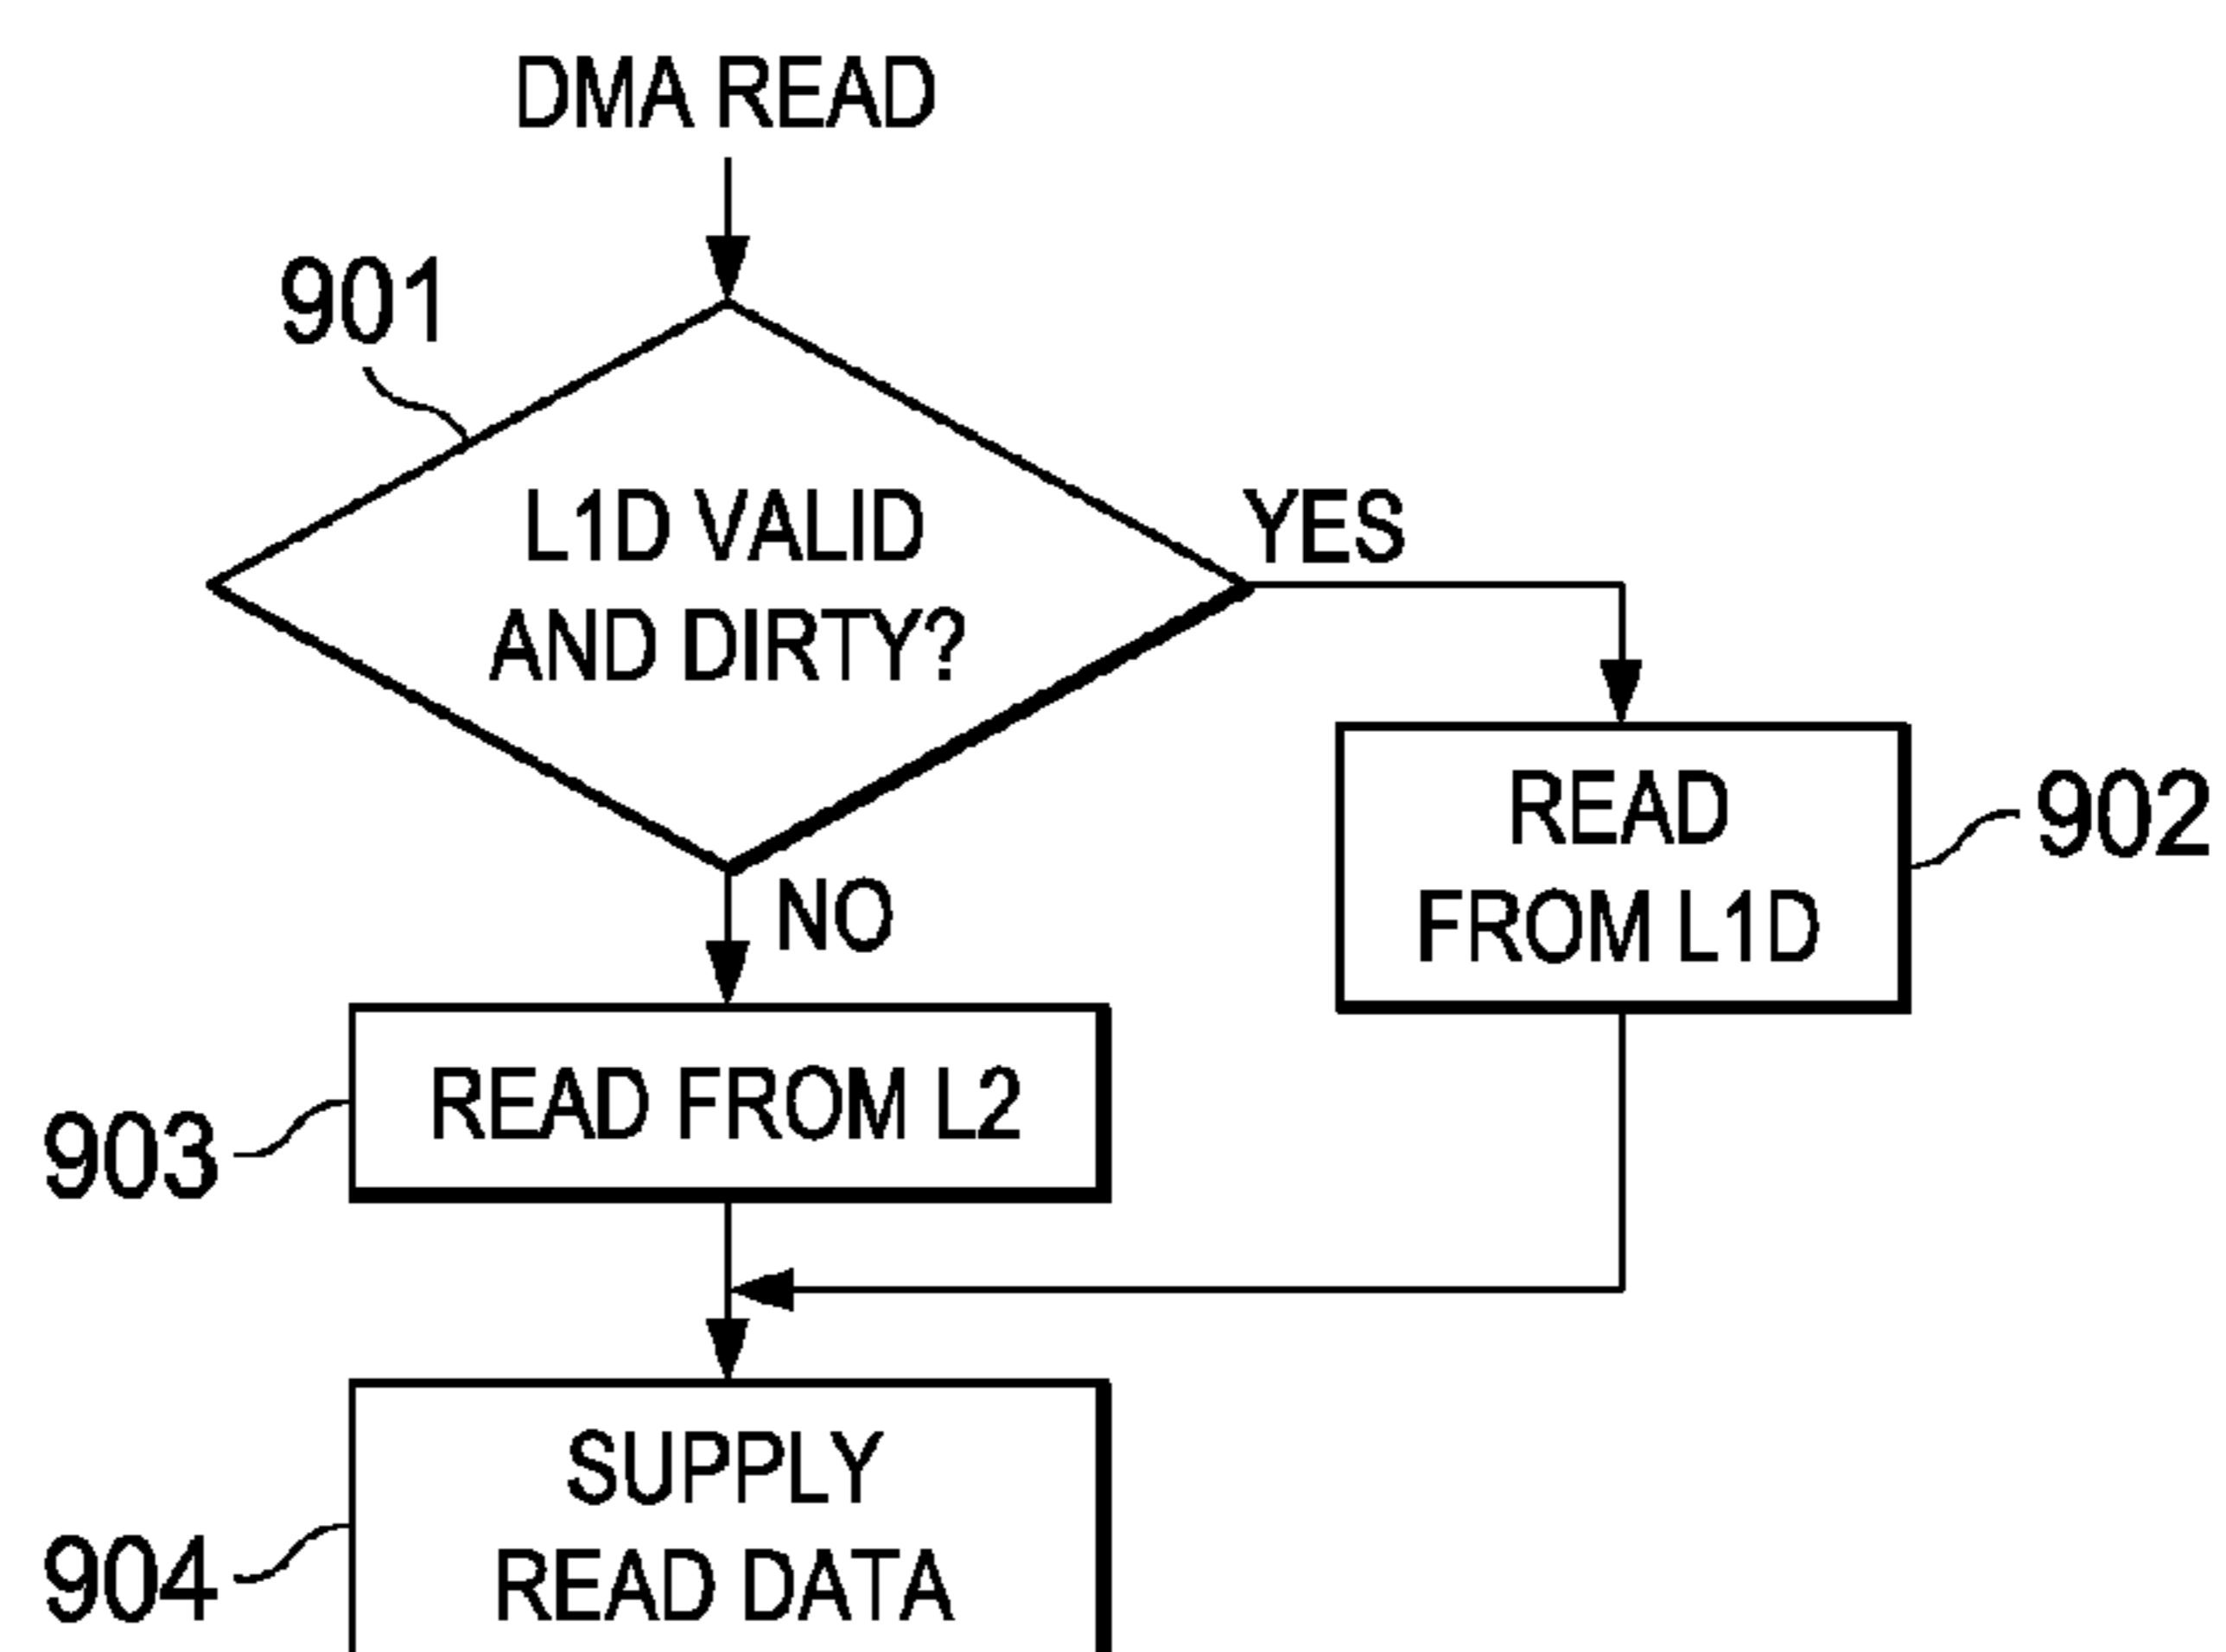 DMA READ
901
L1D VALID
AND DIRTY?
YES
READ
FROM L1D
902
NO
READ FROM L2
903
SUPPLY
READ DATA
904